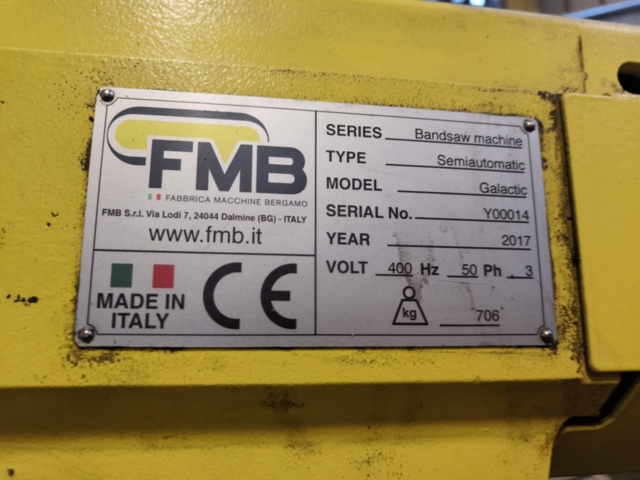 FMB
FABBRICA MACCHINE BERGAMO
FMB S.r.l. Via Lodi 7, 24044 Dalmine (BG) - ITALY
www.fmb.it
MADE IN
ITALY
CE
SERIES Bandsaw machine
TYPE Semiautomatic
MODEL Galactic
SERIAL No. Y00014
YEAR 2017
VOLT 400 Hz 50 Ph. 3
kg 706